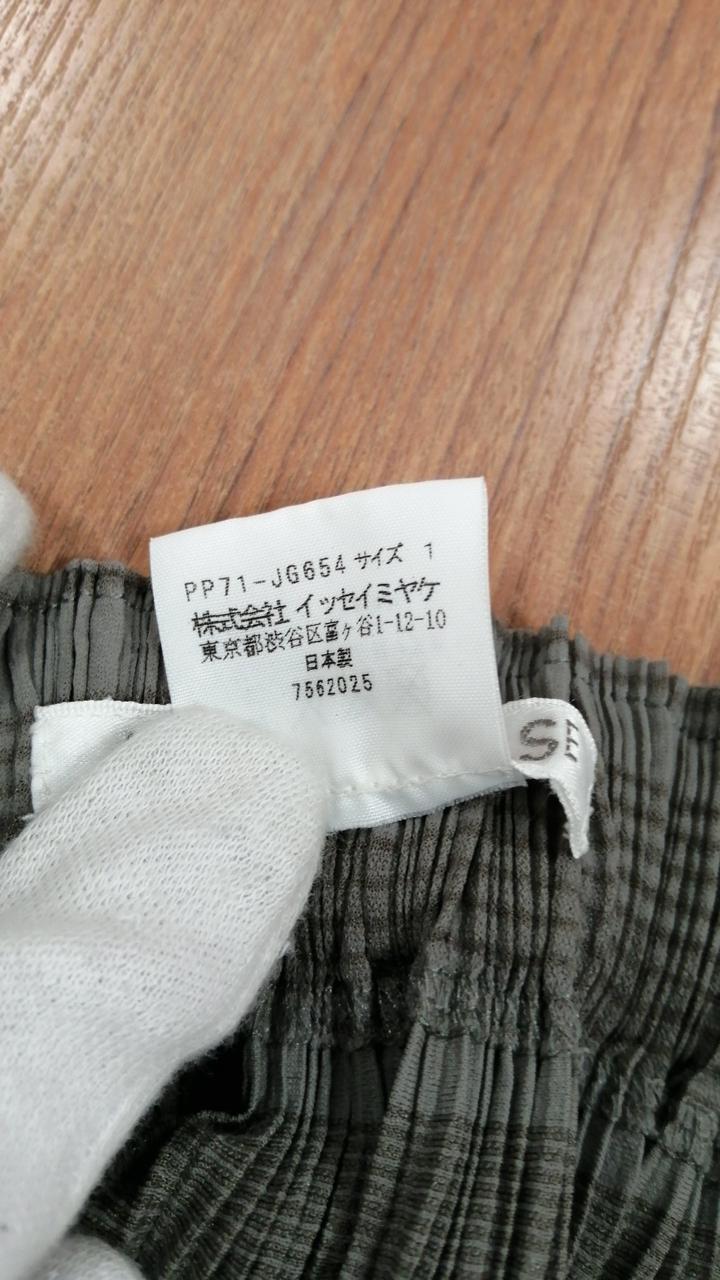 PP71-JG654 サイズ 1
株式会社 イッセイミヤケ
東京都渋谷区富ヶ谷1-12-10
日本製
7562025
SE